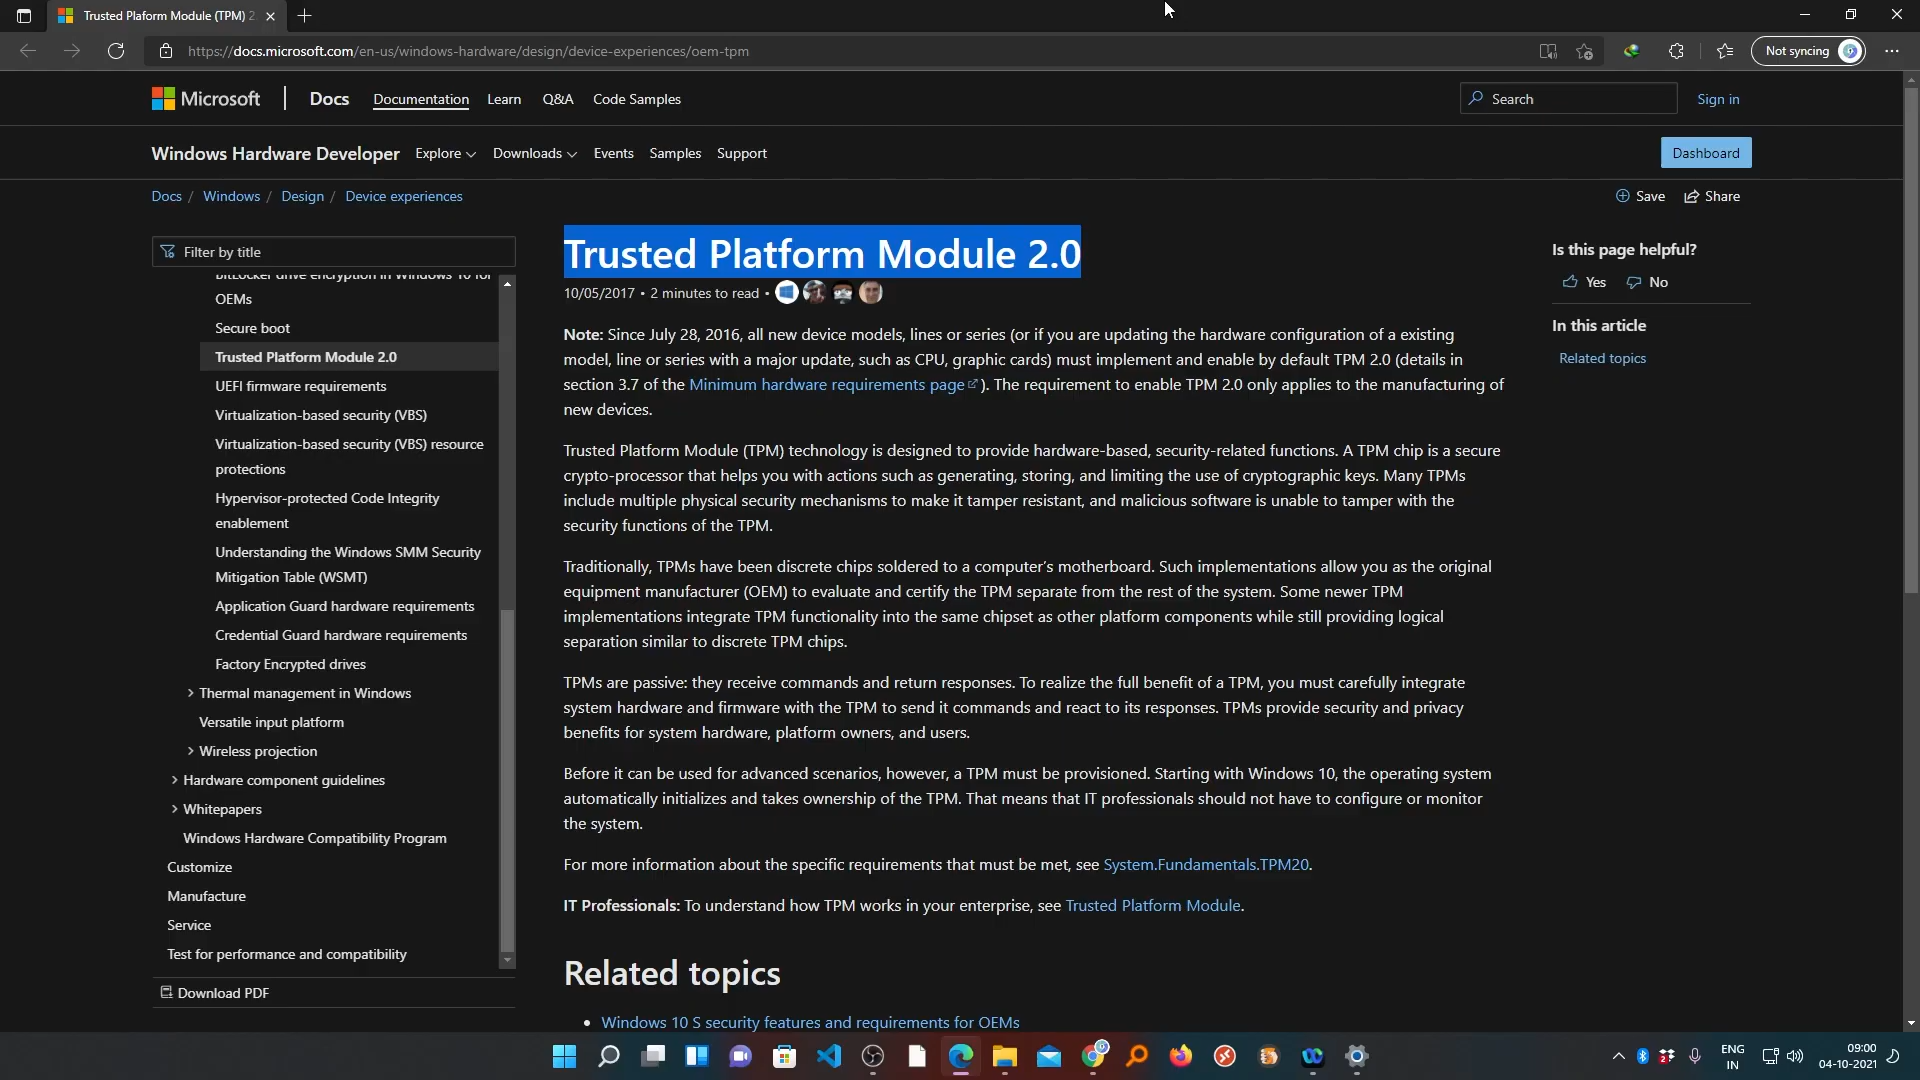 Trusted Plaform Module (TPM) 2
https://docs.microsoft.com/en-us/windows-hardware/design/device-experiences/oem-tpm
Not syncing
Microsoft
Docs
Documentation
Learn
Q&A
Code Samples
Search
Sign in
Windows Hardware Developer
Explore
Downloads
Events
Samples
Support
Dashboard
Docs / Windows / Design / Device experiences
Save
Share
Filter by title
BitLocker drive encryption in Windows 10 for
OEMs
Secure boot
Trusted Platform Module 2.0
UEFI firmware requirements
Virtualization-based security (VBS)
Virtualization-based security (VBS) resource
protections
Hypervisor-protected Code Integrity
enablement
Understanding the Windows SMM Security
Mitigation Table (WSMT)
Application Guard hardware requirements
Credential Guard hardware requirements
Factory Encrypted drives
Thermal management in Windows
Versatile input platform
Wireless projection
Hardware component guidelines
Whitepapers
Windows Hardware Compatibility Program
Customize
Manufacture
Service
Test for performance and compatibility
Download PDF
Trusted Platform Module 2.0
10/05/2017 • 2 minutes to read •
Note: Since July 28, 2016, all new device models, lines or series (or if you are updating the hardware configuration of a existing
model, line or series with a major update, such as CPU, graphic cards) must implement and enable by default TPM 2.0 (details in
section 3.7 of the Minimum hardware requirements page). The requirement to enable TPM 2.0 only applies to the manufacturing of
new devices.
Trusted Platform Module (TPM) technology is designed to provide hardware-based, security-related functions. A TPM chip is a secure
crypto-processor that helps you with actions such as generating, storing, and limiting the use of cryptographic keys. Many TPMs
include multiple physical security mechanisms to make it tamper resistant, and malicious software is unable to tamper with the
security functions of the TPM.
Traditionally, TPMs have been discrete chips soldered to a computer's motherboard. Such implementations allow you as the original
equipment manufacturer (OEM) to evaluate and certify the TPM separate from the rest of the system. Some newer TPM
implementations integrate TPM functionality into the same chipset as other platform components while still providing logical
separation similar to discrete TPM chips.
TPMs are passive: they receive commands and return responses. To realize the full benefit of a TPM, you must carefully integrate
system hardware and firmware with the TPM to send it commands and react to its responses. TPMs provide security and privacy
benefits for system hardware, platform owners, and users.
Before it can be used for advanced scenarios, however, a TPM must be provisioned. Starting with Windows 10, the operating system
automatically initializes and takes ownership of the TPM. That means that IT professionals should not have to configure or monitor
the system.
For more information about the specific requirements that must be met, see System.Fundamentals.TPM20.
IT Professionals: To understand how TPM works in your enterprise, see Trusted Platform Module.
Related topics
• Windows 10 S security features and requirements for OEMs
Is this page helpful?
Yes
No
In this article
Related topics
ENG
IN
09:00
04-10-2021